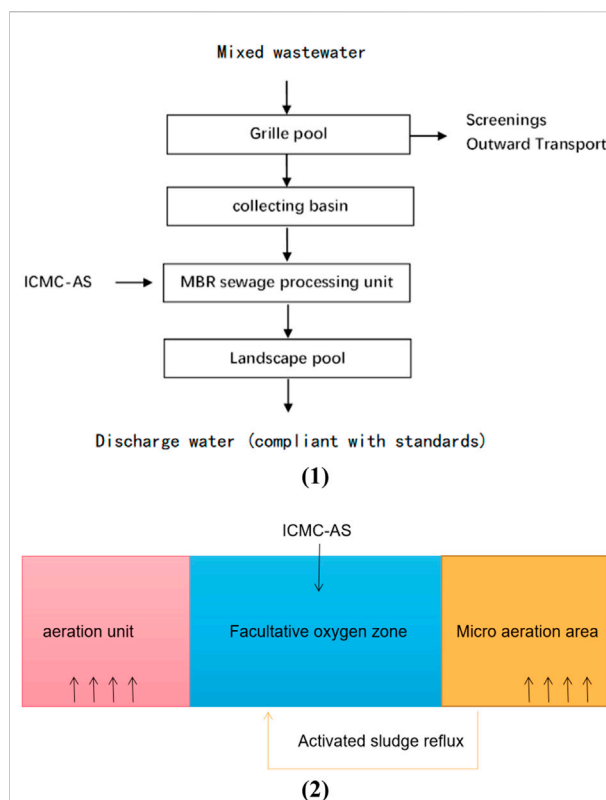 Mixed wastewater
Grille pool
Screenings
Outward Transport
collecting basin
ICMC-AS
MBR sewage processing unit
Landscape pool
Discharge water (compliant with standards)
(1)
ICMC-AS
aeration unit
Facultative oxygen zone
Micro aeration area
Activated sludge reflux
(2)